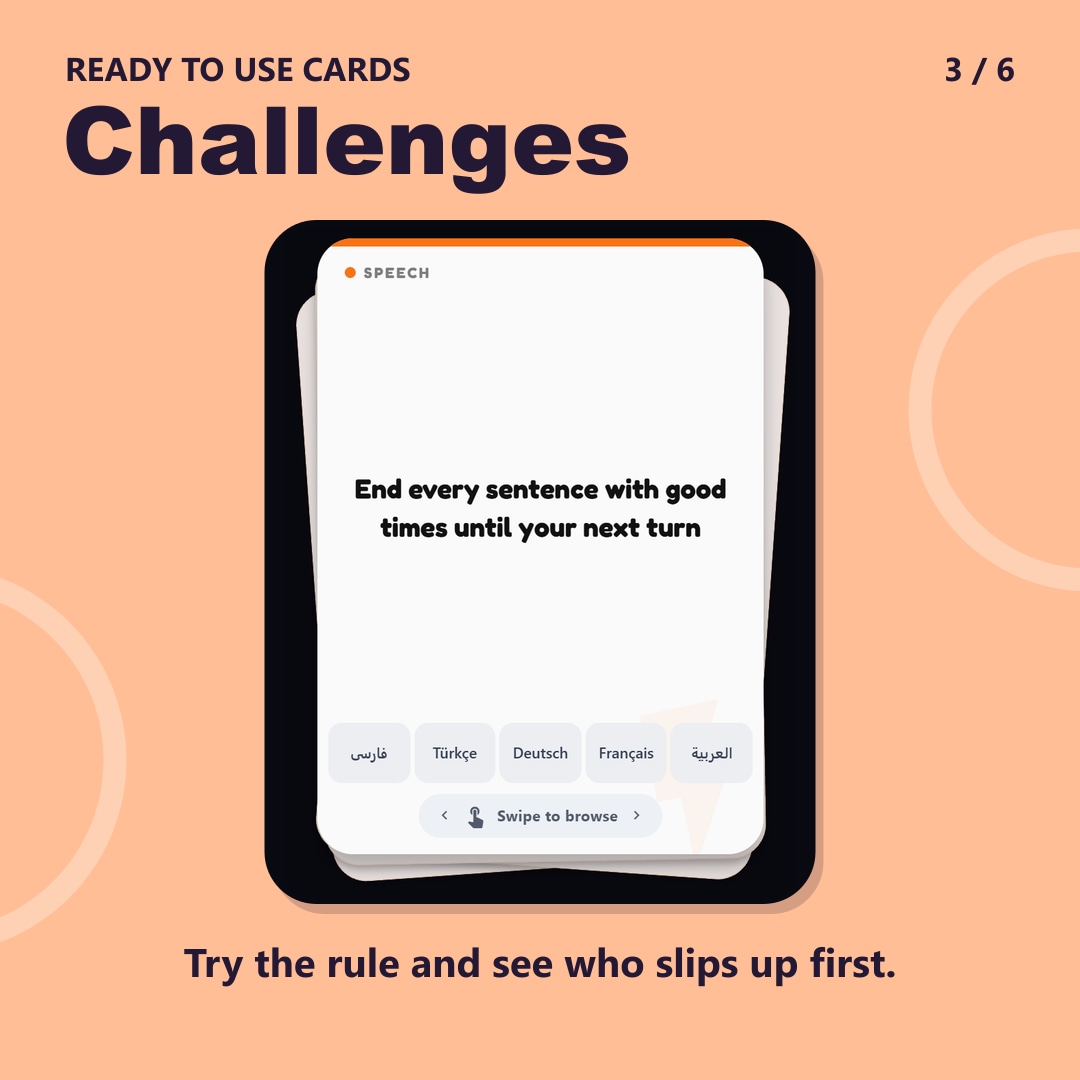 READY TO USE CARDS
3 / 6
Challenges
SPEECH
End every sentence with good
times until your next turn
فارسی
Türkçe
Deutsch
Français
العربية
Swipe to browse
Try the rule and see who slips up first.